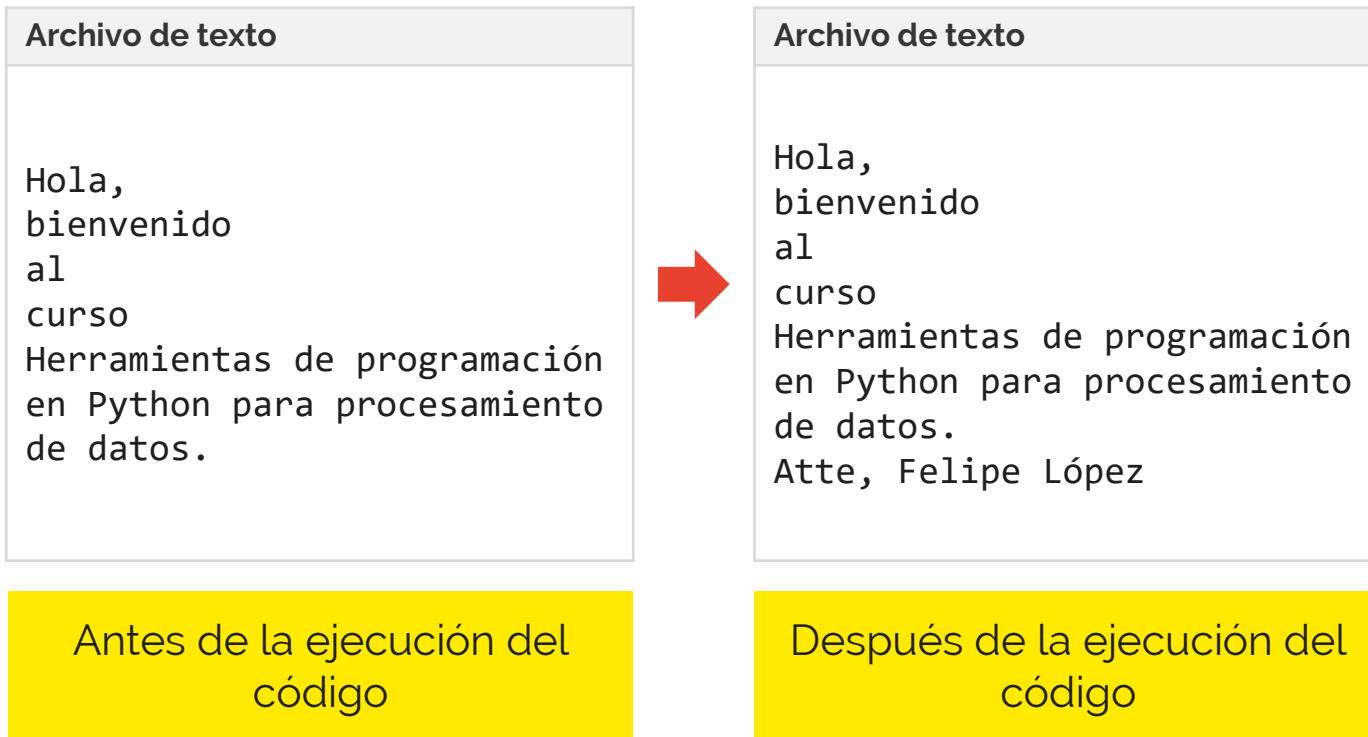 Archivo de texto
Hola,
bienvenido
al
curso
Herramientas de programación
en Python para procesamiento
de datos.
Antes de la ejecución del
código
Archivo de texto
Hola,
bienvenido
al
curso
Herramientas de programación
en Python para procesamiento
de datos.
Atte, Felipe López
Después de la ejecución del
código